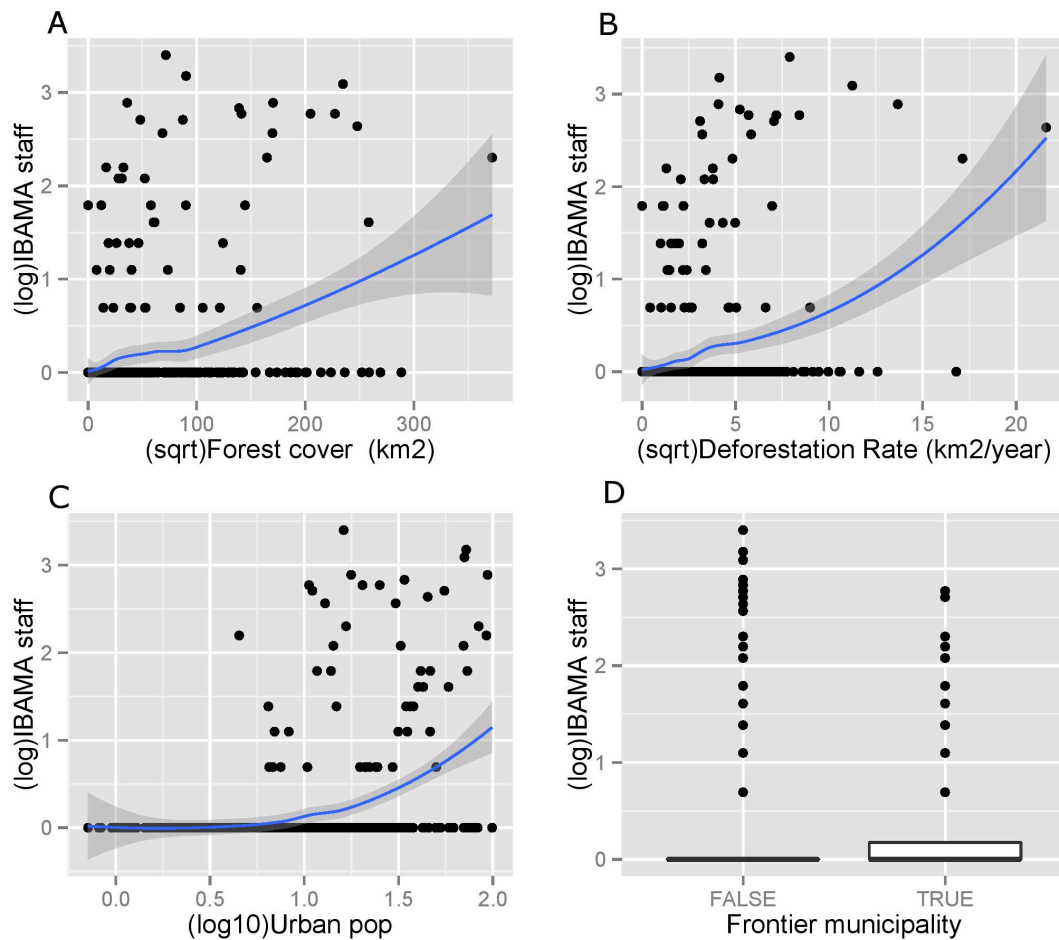 A
(log)IBAMA staff
3
2
1
0
0 100 200 300
(sqrt)Forest cover (km2)
B
(log)IBAMA staff
3
2
1
0
0 5 10 15 20
(sqrt)Deforestation Rate (km2/year)
C
(log)IBAMA staff
3
2
1
0
0.0 0.5 1.0 1.5 2.0
(log10)Urban pop
D
(log)IBAMA staff
3
2
1
0
FALSE TRUE
Frontier municipality